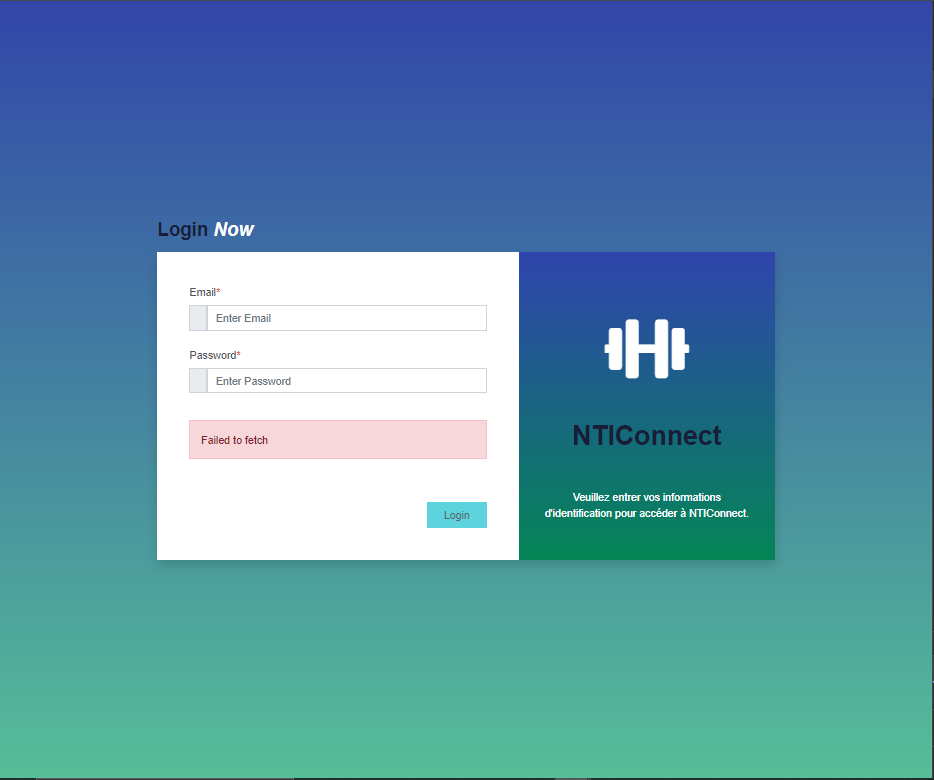 Login Now
Email*
Enter Email
Password*
Enter Password
Failed to fetch
Login
NTIConnect
Veuillez entrer vos informations
d'identification pour accéder à NTIConnect.